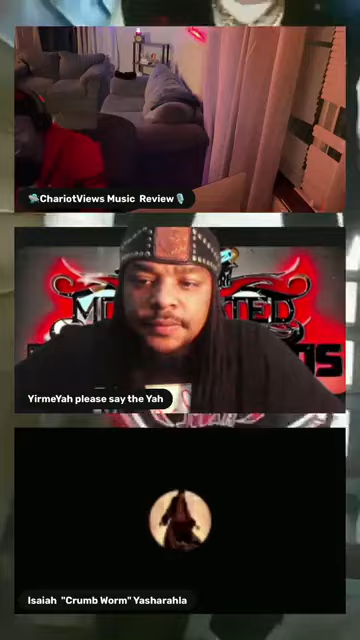 ChariotViews Music Review
YirmeYah please say the Yah
Isaiah "Crumb Worm" Yasharahla